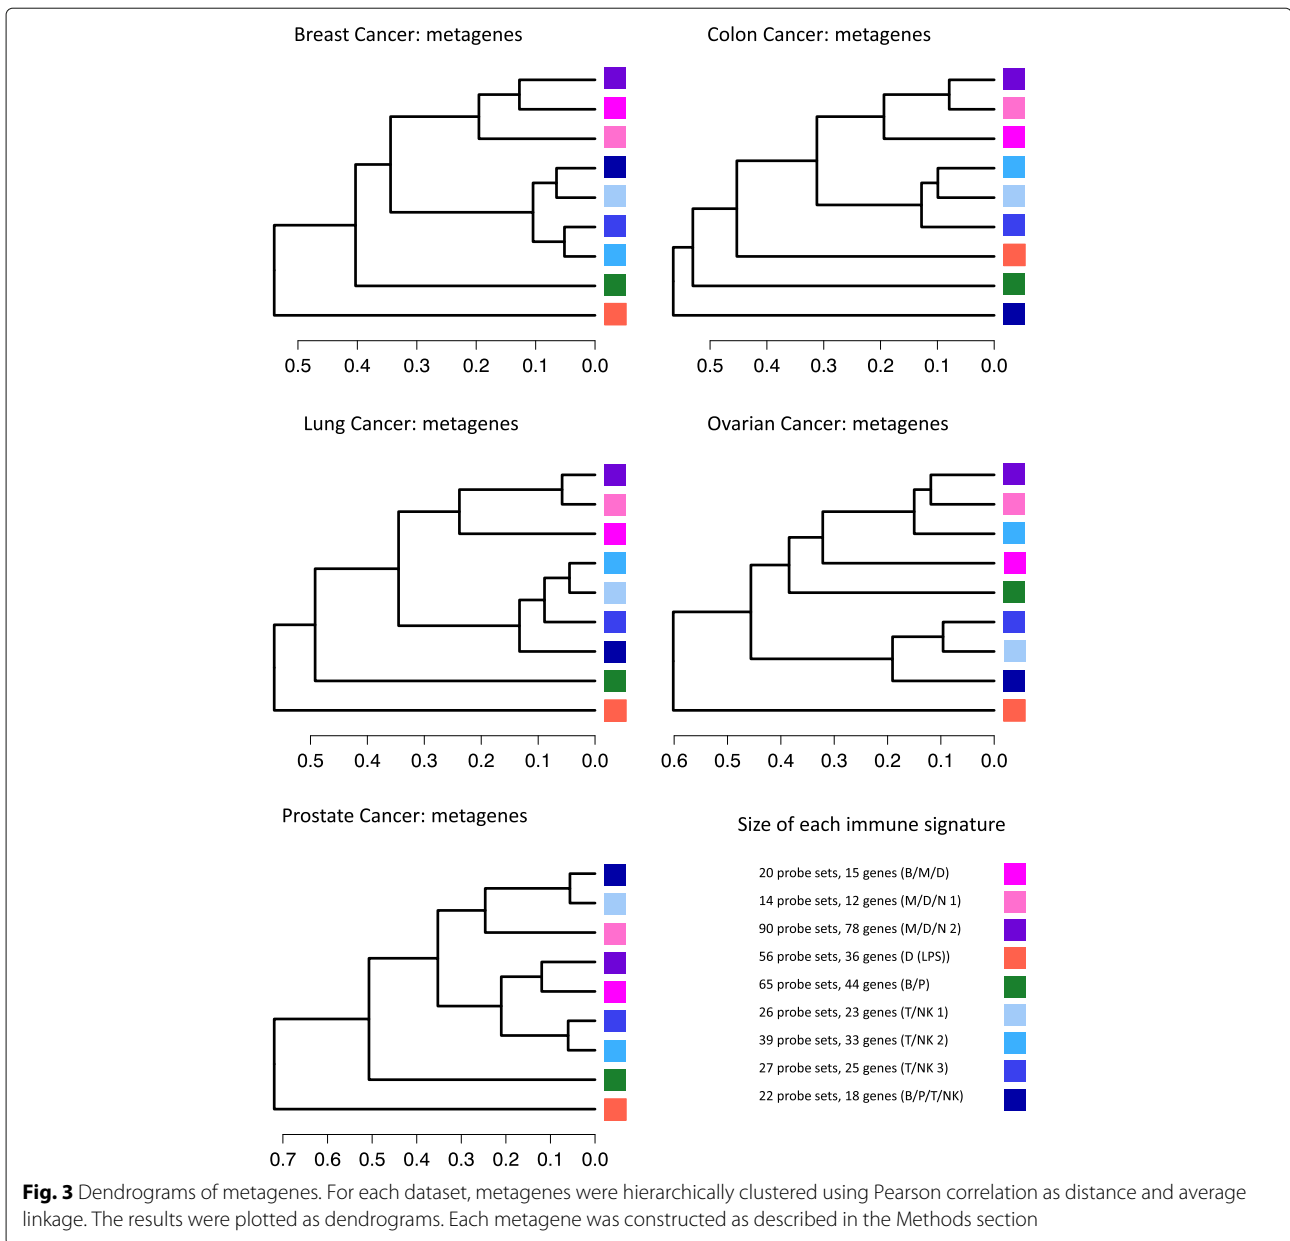 Breast Cancer: metagenes
Colon Cancer: metagenes
0.5 0.4 0.3 0.2 0.1 0.0
0.5 0.4 0.3 0.2 0.1 0.0
Lung Cancer: metagenes
Ovarian Cancer: metagenes
0.5 0.4 0.3 0.2 0.1 0.0
0.6 0.5 0.4 0.3 0.2 0.1 0.0
Prostate Cancer: metagenes
0.7 0.6 0.5 0.4 0.3 0.2 0.1 0.0
Size of each immune signature
20 probe sets, 15 genes (B/M/D)
14 probe sets, 12 genes (M/D/N 1)
90 probe sets, 78 genes (M/D/N 2)
56 probe sets, 36 genes (D (LPS))
65 probe sets, 44 genes (B/P)
26 probe sets, 23 genes (T/NK 1)
39 probe sets, 33 genes (T/NK 2)
27 probe sets, 25 genes (T/NK 3)
22 probe sets, 18 genes (B/P/T/NK)
Fig. 3 Dendrograms of metagenes. For each dataset, metagenes were hierarchically clustered using Pearson correlation as distance and average
linkage. The results were plotted as dendrograms. Each metagene was constructed as described in the Methods section